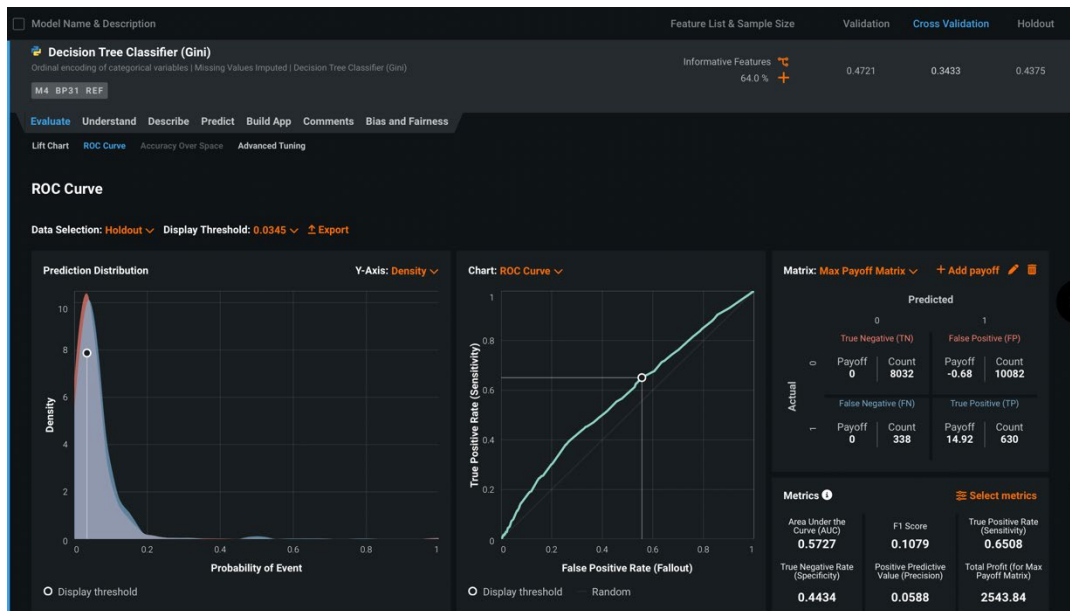 Model Name & Description Feature List & Sample Size Validation Cross Validation Holdout
Decision Tree Classifier (Gini)
Ordinal encoding of categorical variables | Missing Values Imputed | Decision Tree Classifier (Gini)
Informative Features
64.0 % 0.4721 0.3433 0.4375
M4 BP31 REF
Evaluate Understand Describe Predict Build App Comments Bias and Fairness
Lift Chart ROC Curve Accuracy Over Space Advanced Tuning
ROC Curve
Data Selection: Holdout Display Threshold: 0.0345 Export
Prediction Distribution Y-Axis: Density
Density
10
8
6
4
2
0
0 0.2 0.4 0.6 0.8 1
Probability of Event
Display threshold
Chart: ROC Curve
True Positive Rate (Sensitivity)
1
0.8
0.6
0.4
0.2
0
0 0.2 0.4 0.6 0.8 1
False Positive Rate (Fallout)
Display threshold Random
Matrix: Max Payoff Matrix + Add payoff
Predicted
0 1
Actual
True Negative (TN) False Positive (FP)
0 Payoff Count Payoff Count
0 8032 -0.68 10082
False Negative (FN) True Positive (TP)
1 Payoff Count Payoff Count
0 338 14.92 630
Metrics Select metrics
Area Under the F1 Score True Positive Rate
Curve (AUC) (Sensitivity)
0.5727 0.1079 0.6508
True Negative Rate Positive Predictive Total Profit (for Max
(Specificity) Value (Precision) Payoff Matrix)
0.4434 0.0588 2543.84